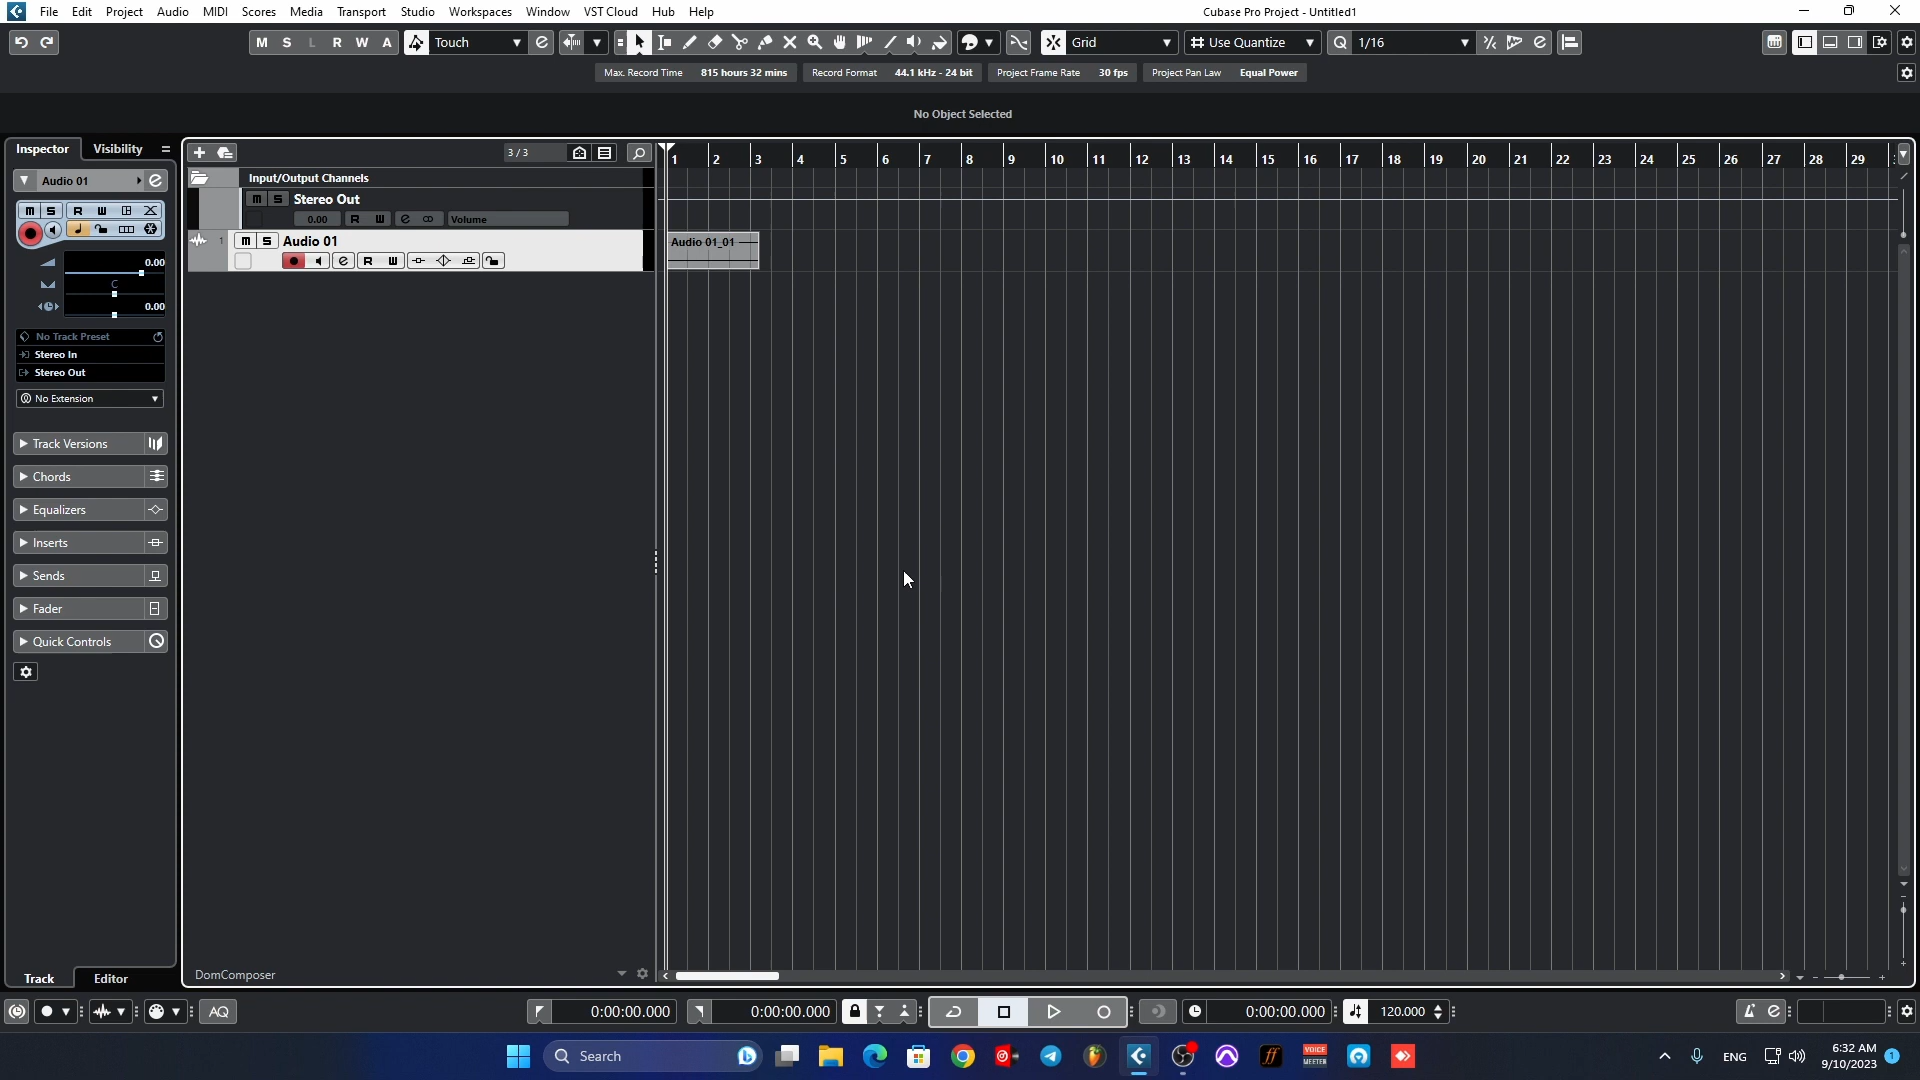 File Edit Project Audio MIDI Scores Media Transport Studio Workspaces Window VST Cloud Hub Help
Cubase Pro Project - Untitled1
M S L R W A Touch Grid Use Quantize Q 1/16
Max. Record Time 815 hours 32 mins Record Format 44.1 kHz - 24 bit Project Frame Rate 30 fps Project Pan Law Equal Power
No Object Selected
Inspector Visibility
3 / 3
1 2 3 4 5 6 7 8 9 10 11 12 13 14 15 16 17 18 19 20 21 22 23 24 25 26 27 28 29
Audio 01
Input/Output Channels
m S Stereo Out
0.00 R W e Volume
m S R W
1 m S Audio 01
e R W
Audio 01_01
0.00
C
0.00
No Track Preset
Stereo In
Stereo Out
No Extension
Track Versions
Chords
Equalizers
Inserts
Sends
Fader
Quick Controls
DomComposer
Track Editor
AQ
0:00:00.000
0:00:00.000
0:00:00.000
120.000
Search
ff
VOICE
MEETER
ENG
6:32 AM
9/10/2023
1